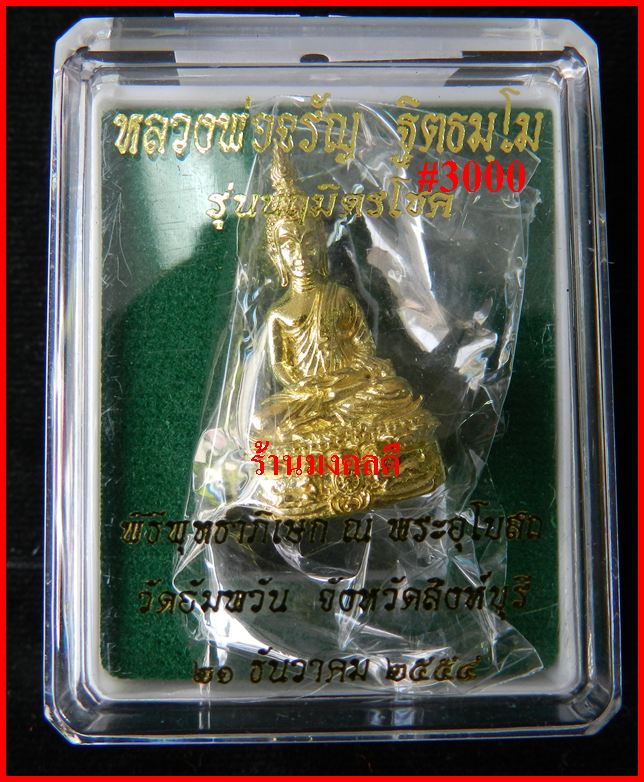 หลวงพ่อจรัญ ฐิตธมฺโม
#3000
รุ่นพุฒิมิตรโชค
ร้านมงคลดี
พิธีพุทธาภิเษก ณ พระอุโบสถ
วัดอัมพวัน จังหวัดสิงห์บุรี
๒๑ ธันวาคม ๒๕๕๔